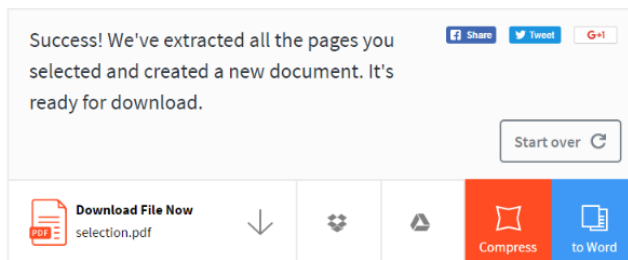 Success! We've extracted all the pages you
selected and created a new document. It's
ready for download.
Share
Tweet
G+1
Start over
Download File Now
selection.pdf
PDF
Compress
to Word